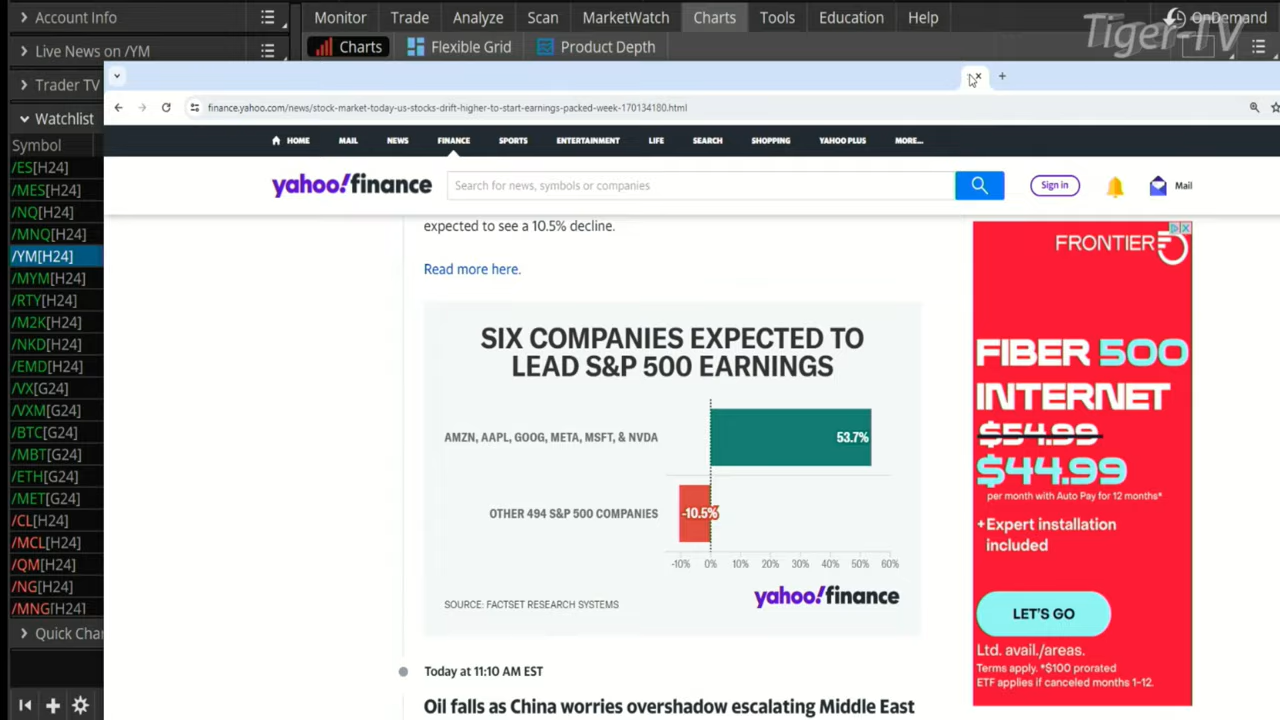 Account Info
Monitor Trade Analyze Scan MarketWatch Charts Tools Education Help
OnDemand
Tiger-TV
Live News on /YM
Charts Flexible Grid Product Depth
Trader TV
Watchlist
Symbol
/ES[H24]
/MES[H24]
/NQ[H24]
/MNQ[H24]
/YM[H24]
/MYM[H24]
/RTY[H24]
/M2K[H24]
/NKD[H24]
/EMD[H24]
/VX[G24]
/VXM[G24]
/BTC[G24]
/MBT[G24]
/ETH[G24]
/MET[G24]
/CL[H24]
/MCL[H24]
/QM[H24]
/NG[H24]
/MNG[H24]
Quick Char
finance.yahoo.com/news/stock-market-today-us-stocks-drift-higher-to-start-earnings-packed-week-170134180.html
HOME MAIL NEWS FINANCE SPORTS ENTERTAINMENT LIFE SEARCH SHOPPING YAHOO PLUS MORE...
yahoo!finance
Search for news, symbols or companies
Sign in
Mail
expected to see a 10.5% decline.
Read more here.
SIX COMPANIES EXPECTED TO
LEAD S&P 500 EARNINGS
AMZN, AAPL, GOOG, META, MSFT, & NVDA
53.7%
OTHER 494 S&P 500 COMPANIES
-10.5%
-10% 0% 10% 20% 30% 40% 50% 60%
SOURCE: FACTSET RESEARCH SYSTEMS
yahoo!finance
Today at 11:10 AM EST
Oil falls as China worries overshadow escalating Middle East
FRONTIER
FIBER 500
INTERNET
$54.99
$44.99
per month with Auto Pay for 12 months*
+Expert installation
included
LET'S GO
Ltd. avail./areas.
Terms apply. *$100 prorated
ETF applies if canceled months 1-12.